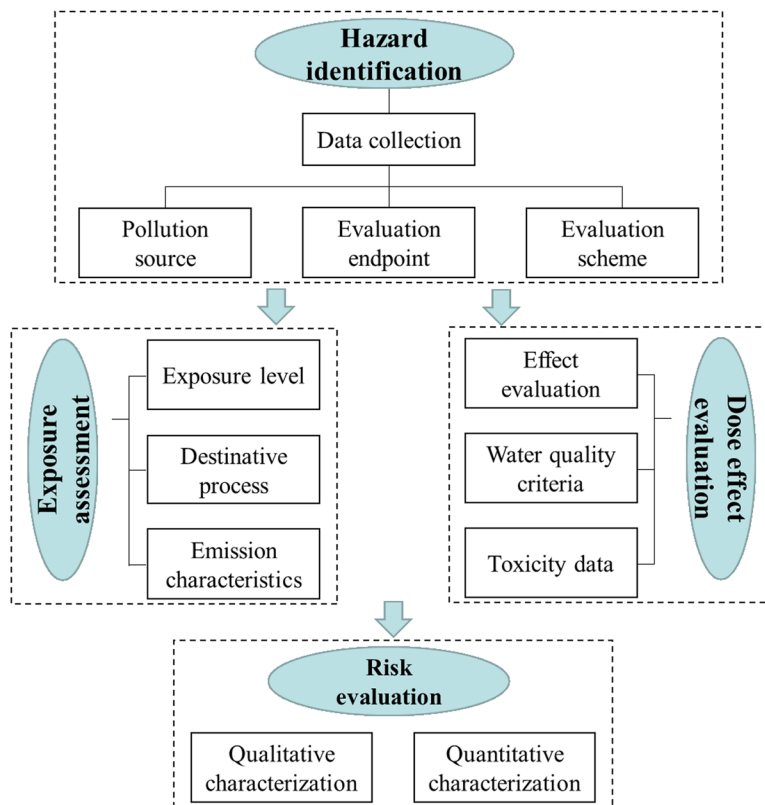 Hazard
identification
Data collection
Pollution
source
Evaluation
endpoint
Evaluation
scheme
Exposure
assessment
Exposure level
Destinative
process
Emission
characteristics
Effect
evaluation
Water quality
criteria
Toxicity data
Dose effect
evaluation
Risk
evaluation
Qualitative
characterization
Quantitative
characterization